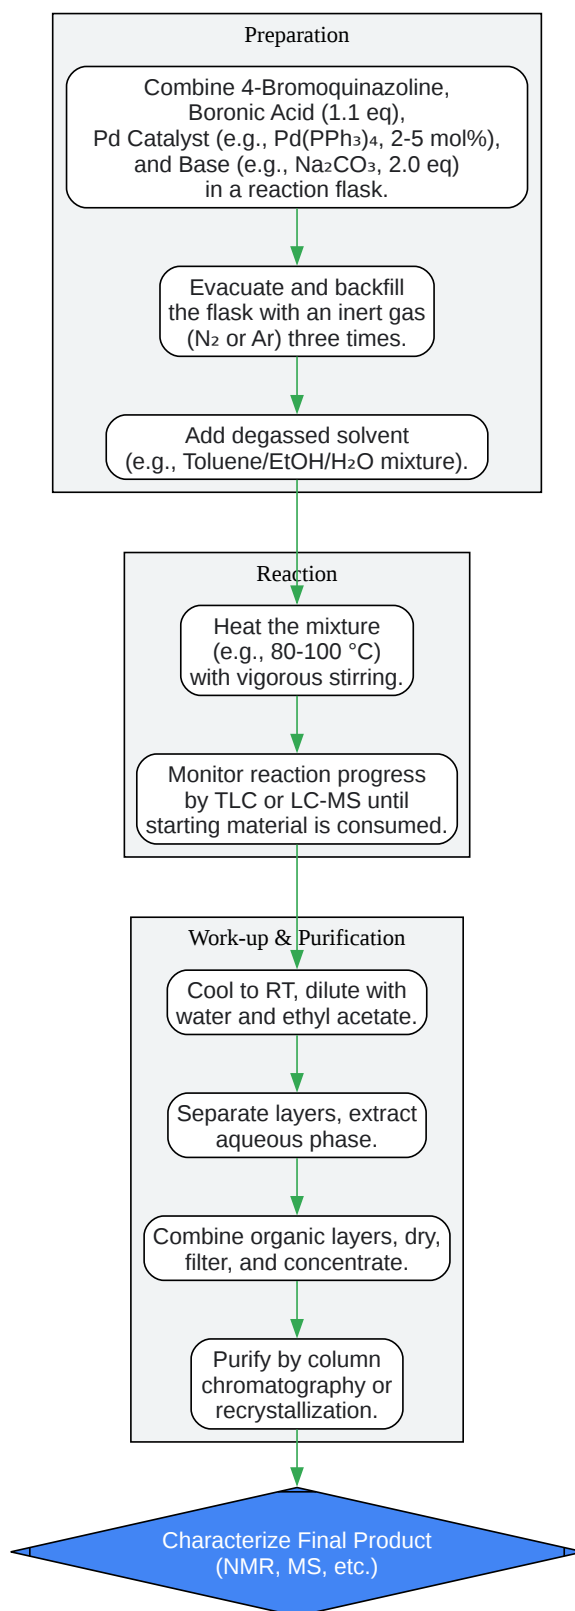 Preparation
Combine 4-Bromoquinazoline,
Boronic Acid (1.1 eq),
Pd Catalyst (e.g., Pd(PPh₃)₄, 2-5 mol%),
and Base (e.g., Na₂CO₃, 2.0 eq)
in a reaction flask.
Evacuate and backfill
the flask with an inert gas
(N₂ or Ar) three times.
Add degassed solvent
(e.g., Toluene/EtOH/H₂O mixture).
Reaction
Heat the mixture
(e.g., 80-100 °C)
with vigorous stirring.
Monitor reaction progress
by TLC or LC-MS until
starting material is consumed.
Work-up & Purification
Cool to RT, dilute with
water and ethyl acetate.
Separate layers, extract
aqueous phase.
Combine organic layers, dry,
filter, and concentrate.
Purify by column
chromatography or
recrystallization.
Characterize Final Product
(NMR, MS, etc.)